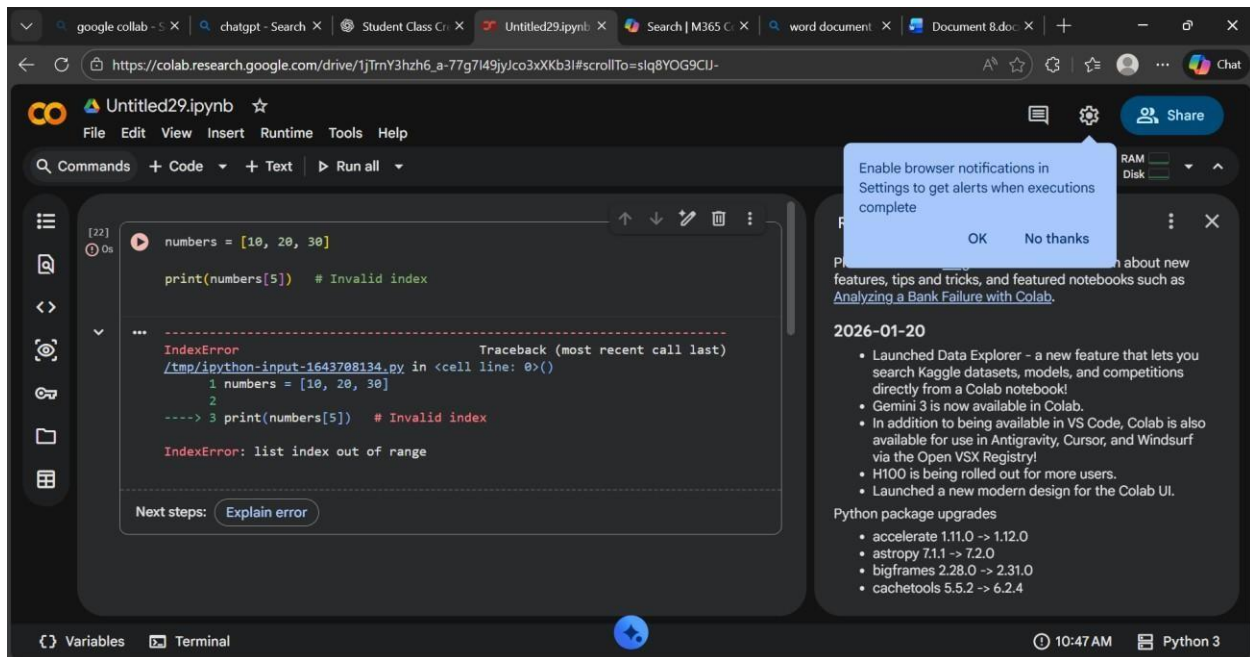 google collab - S
chatgpt - Search
Student Class Cr
Untitled29.ipynb
Search | M365 C
word document
Document 8.doc
https://colab.research.google.com/drive/1jTrnY3hzh6_a-77g7I49jyJco3xXKb3I#scrollTo=sIq8YOG9CIJ-
Chat
CO
Untitled29.ipynb
Share
File Edit View Insert Runtime Tools Help
Commands + Code + Text Run all
RAM
Disk
Enable browser notifications in
Settings to get alerts when executions
complete
OK No thanks
[22]
0s
numbers = [10, 20, 30]
print(numbers[5]) # Invalid index
---------------------------------------------------------------------------
IndexError Traceback (most recent call last)
/tmp/ipython-input-1643708134.py in <cell line: 0>()
1 numbers = [10, 20, 30]
2
----> 3 print(numbers[5]) # Invalid index
IndexError: list index out of range
Next steps: Explain error
about new
features, tips and tricks, and featured notebooks such as
Analyzing a Bank Failure with Colab.
2026-01-20
• Launched Data Explorer - a new feature that lets you
search Kaggle datasets, models, and competitions
directly from a Colab notebook!
• Gemini 3 is now available in Colab.
• In addition to being available in VS Code, Colab is also
available for use in Antigravity, Cursor, and Windsurf
via the Open VSX Registry!
• H100 is being rolled out for more users.
• Launched a new modern design for the Colab UI.
Python package upgrades
• accelerate 1.11.0 -> 1.12.0
• astropy 7.1.1 -> 7.2.0
• bigframes 2.28.0 -> 2.31.0
• cachetools 5.5.2 -> 6.2.4
{} Variables Terminal
10:47 AM Python 3